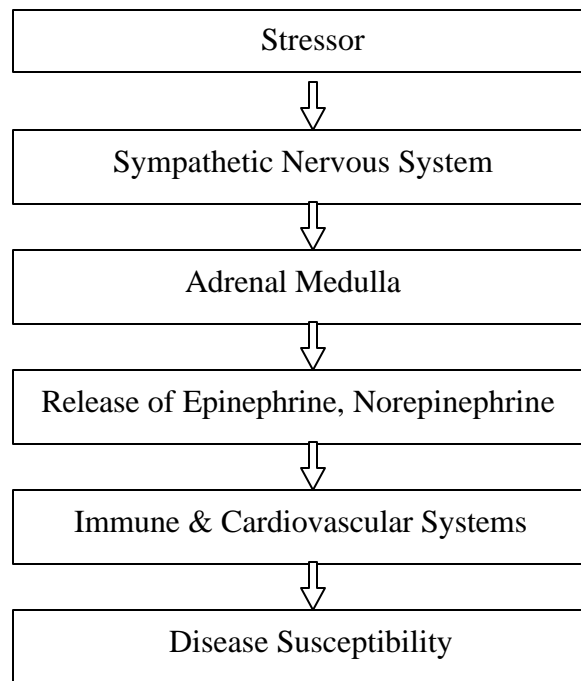 Stressor
Sympathetic Nervous System
Adrenal Medulla
Release of Epinephrine, Norepinephrine
Immune & Cardiovascular Systems
Disease Susceptibility